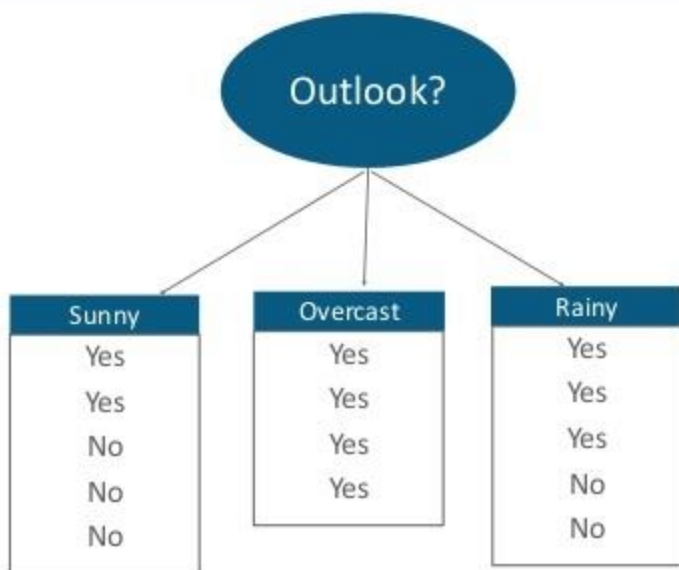 Outlook?
Sunny
Yes
Yes
No
No
No
Overcast
Yes
Yes
Yes
Yes
Rainy
Yes
Yes
Yes
No
No